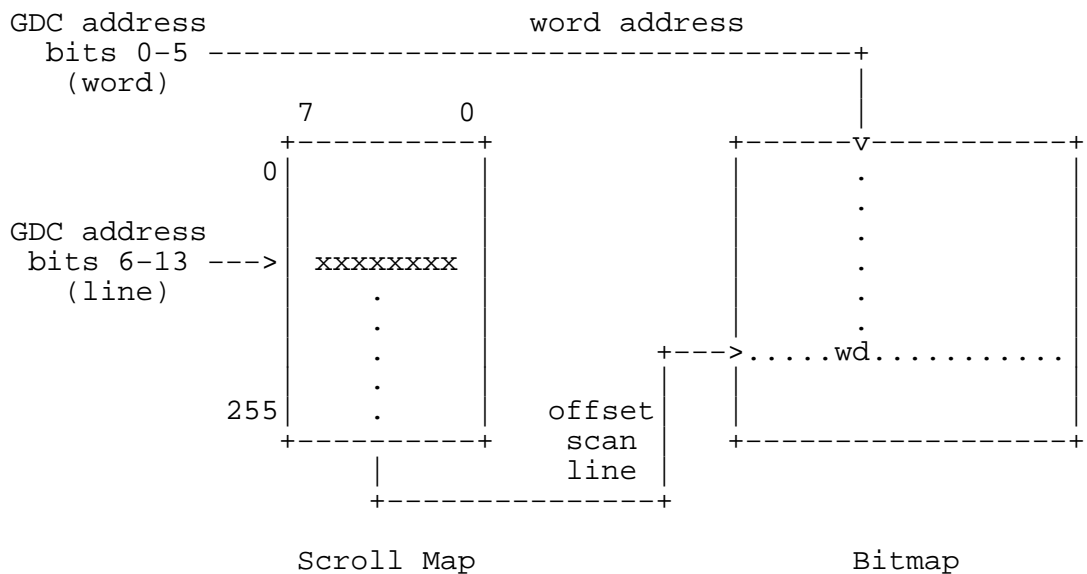 GDC address word address
bits 0-5
(word)
7 0
0
GDC address
bits 6-13
xxxxxxxx
(line)
wd
255 offset
scan
line
Scroll Map Bitmap